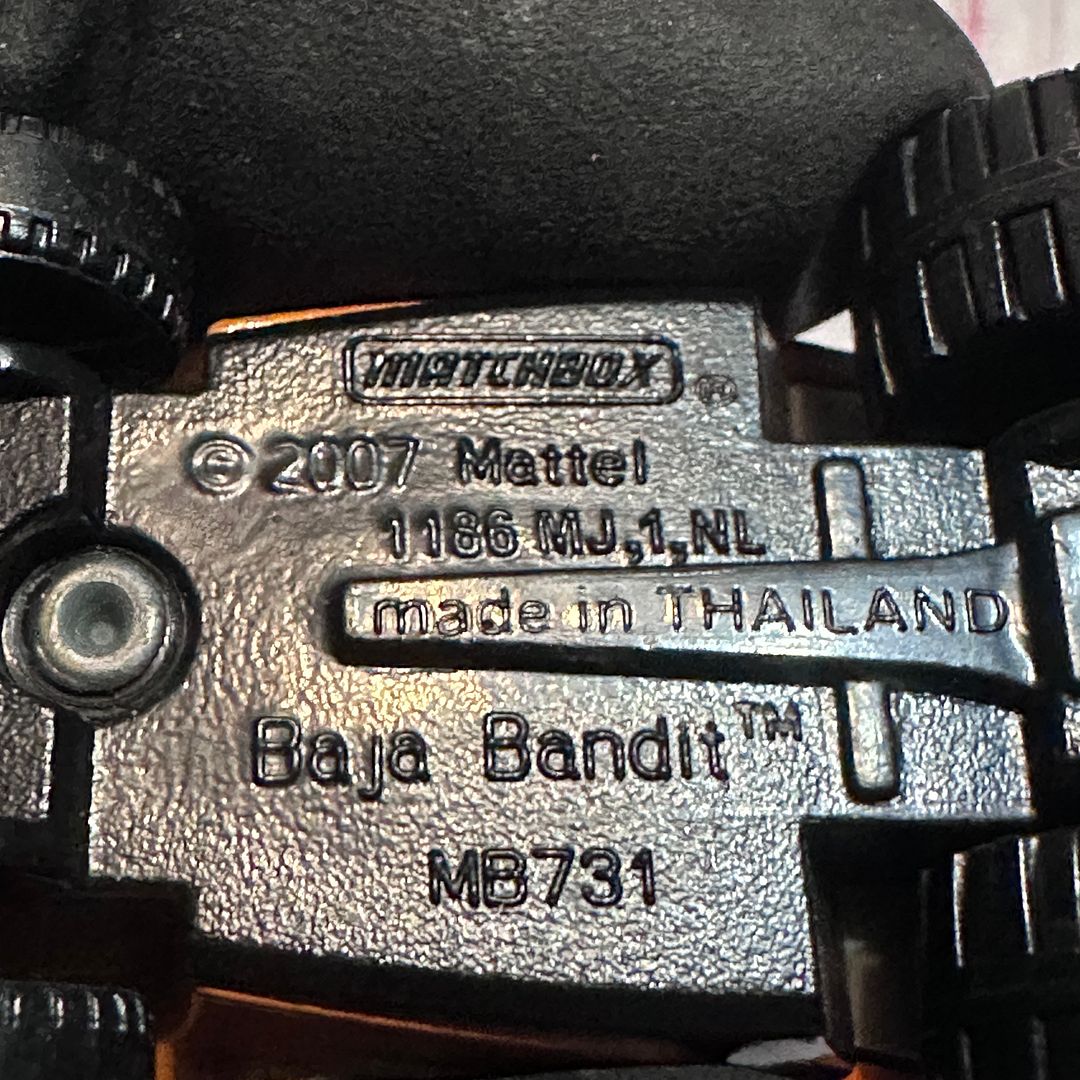 MATCHBOX ®
© 2007 Mattel
1186 MJ,1,NL
made in THAILAND
Baja Bandit™
MB731